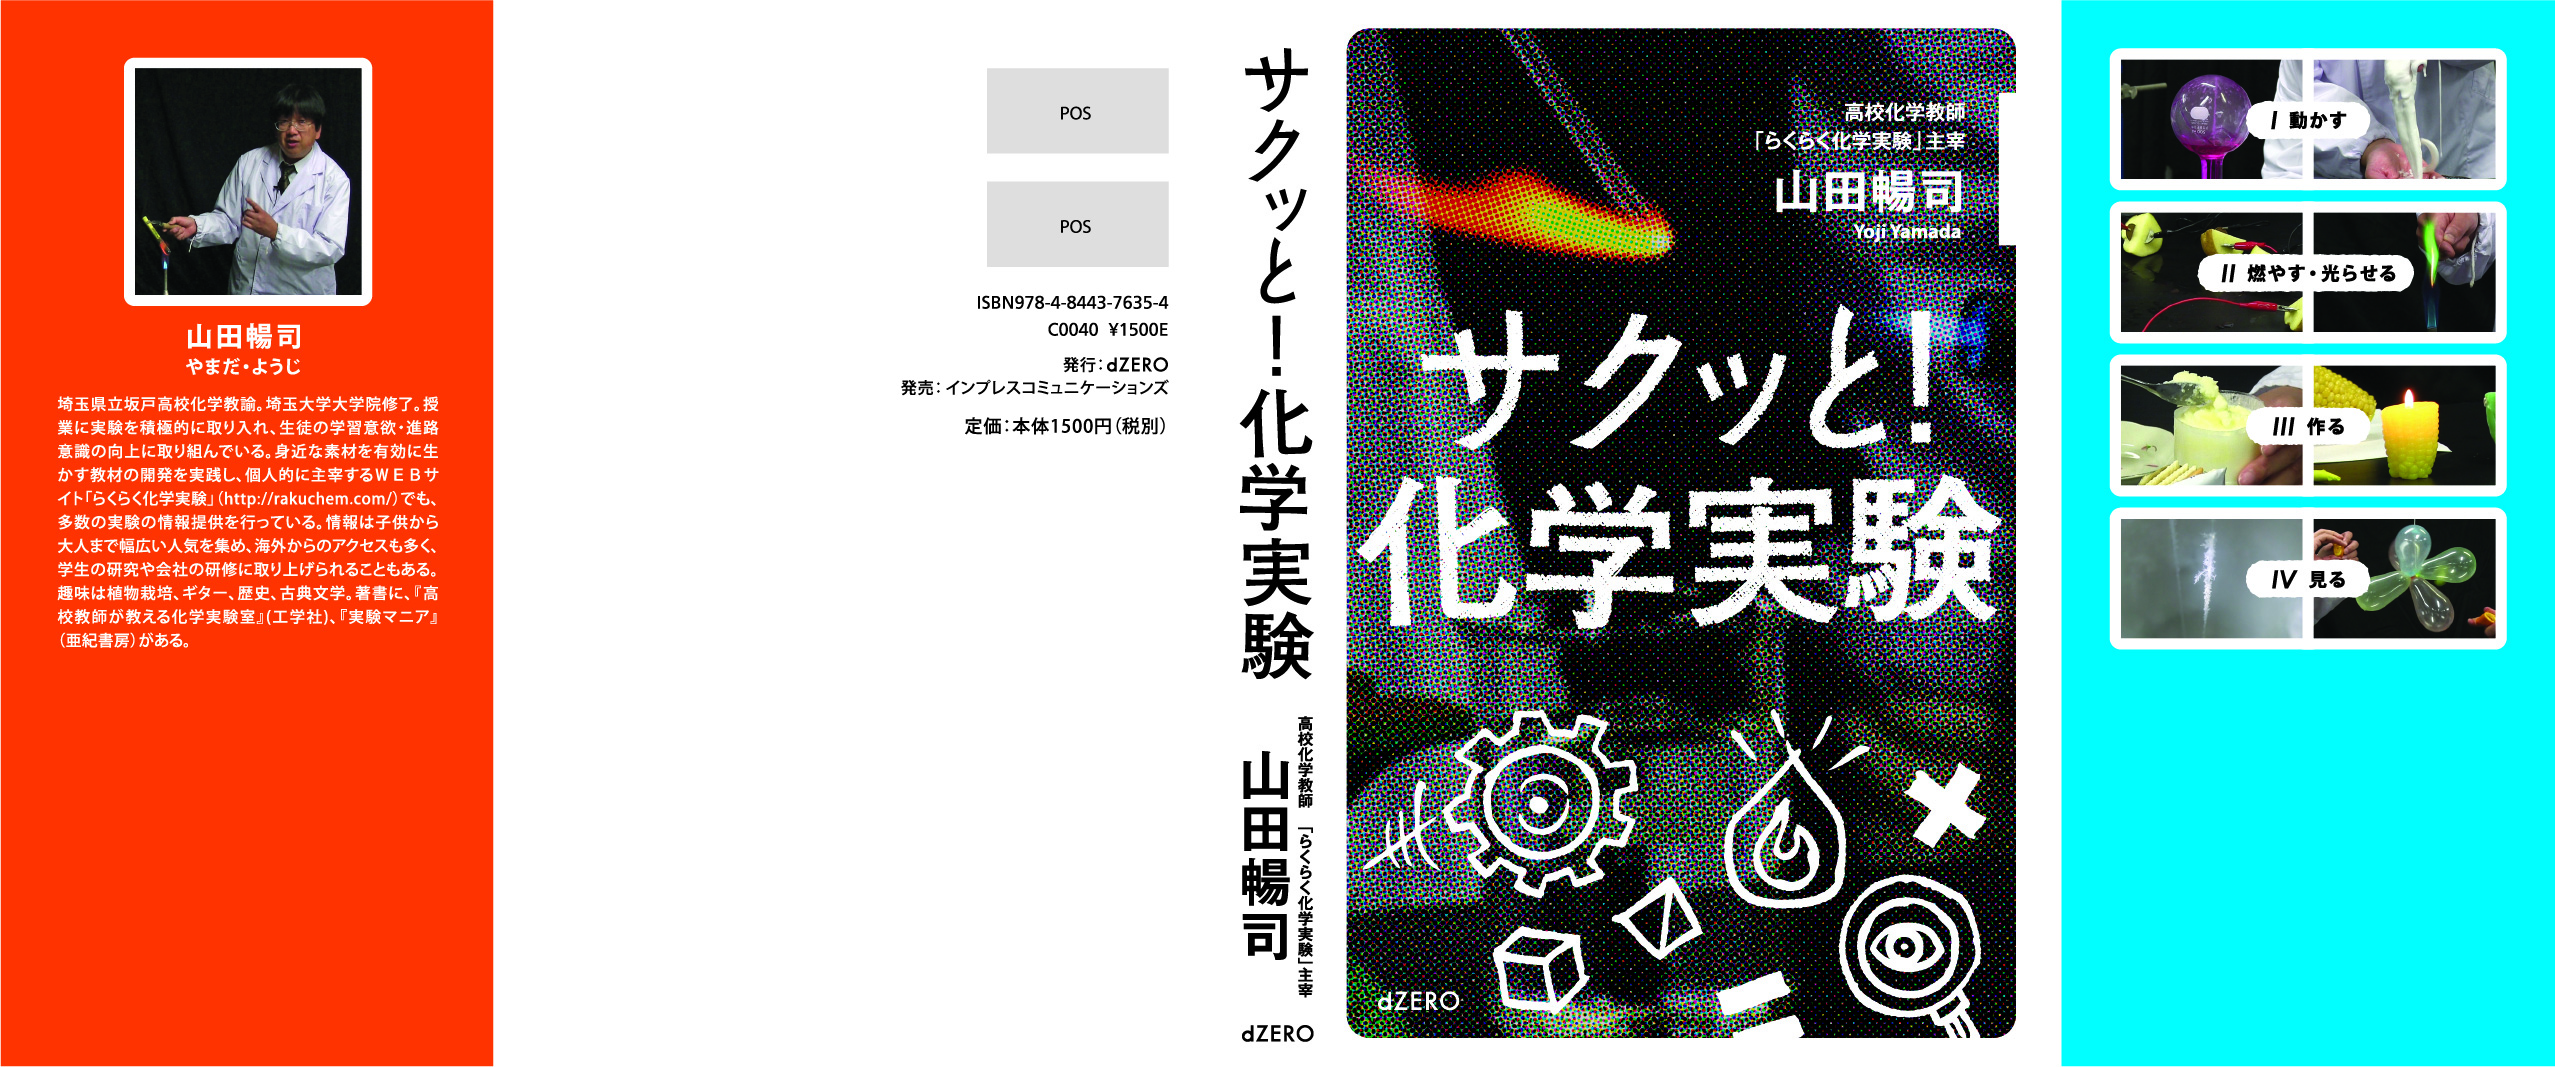 山田暢司
やまだ・ようじ
埼玉県立坂戸高校化学教諭。埼玉大学大学院修了。授
業に実験を積極的に取り入れ、生徒の学習意欲・進路
意識の向上に取り組んでいる。身近な素材を有効に生
かす教材の開発を実践し、個人的に主宰するＷＥＢサ
イト「らくらく化学実験」（http://rakuchem.com/）でも、
多数の実験の情報提供を行っている。情報は子供から
大人まで幅広い人気を集め、海外からのアクセスも多く、
学生の研究や会社の研修に取り上げられることもある。
趣味は植物栽培、ギター、歴史、古典文学。著書に、『高
校教師が教える化学実験室』(工学社)、『実験マニア』
（亜紀書房）がある。
POS
POS
ISBN978-4-8443-7635-4
C0040 ¥1500E
発行：dZERO
発売：インプレスコミュニケーションズ
定価：本体1500円（税別）
サクッと！化学実験
高校化学教師 「らくらく化学実験」主宰
山田暢司
dZERO
高校化学教師
「らくらく化学実験」主宰
山田暢司
Yoji Yamada
サクッと！
化学実験
dZERO
I 動かす
II 燃やす・光らせる
III 作る
IV 見る